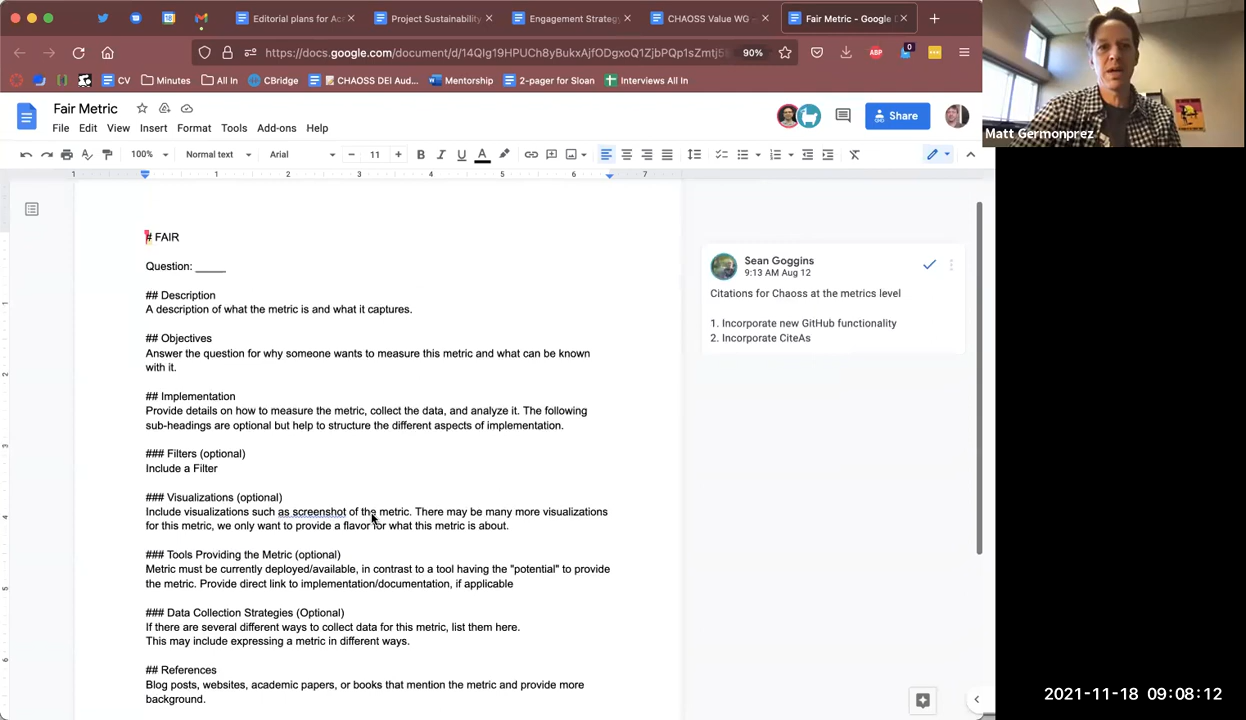 Editorial plans for Ac
Project Sustainability
Engagement Strategy
CHAOSS Value WG -
Fair Metric - Google
https://docs.google.com/document/d/14QIg19HPUCh8yBukxAjfODgxoQ1ZjbPQp1sZmtj5
90%
ABP
0
CV
Minutes
All In
CBridge
CHAOSS DEI Aud...
Mentorship
2-pager for Sloan
Interviews All In
Fair Metric
File Edit View Insert Format Tools Add-ons Help
Share
Matt Germonprez
100%
Normal text
Arial
11
B I U A
1 1 2 3 4 5 6 7
# FAIR
Question: _____
## Description
A description of what the metric is and what it captures.
## Objectives
Answer the question for why someone wants to measure this metric and what can be known
with it.
## Implementation
Provide details on how to measure the metric, collect the data, and analyze it. The following
sub-headings are optional but help to structure the different aspects of implementation.
### Filters (optional)
Include a Filter
### Visualizations (optional)
Include visualizations such as screenshot of the metric. There may be many more visualizations
for this metric, we only want to provide a flavor for what this metric is about.
### Tools Providing the Metric (optional)
Metric must be currently deployed/available, in contrast to a tool having the "potential" to provide
the metric. Provide direct link to implementation/documentation, if applicable
### Data Collection Strategies (Optional)
If there are several different ways to collect data for this metric, list them here.
This may include expressing a metric in different ways.
## References
Blog posts, websites, academic papers, or books that mention the metric and provide more
background.
Sean Goggins
9:13 AM Aug 12
Citations for Chaoss at the metrics level
1. Incorporate new GitHub functionality
2. Incorporate CiteAs
2021-11-18 09:08:12